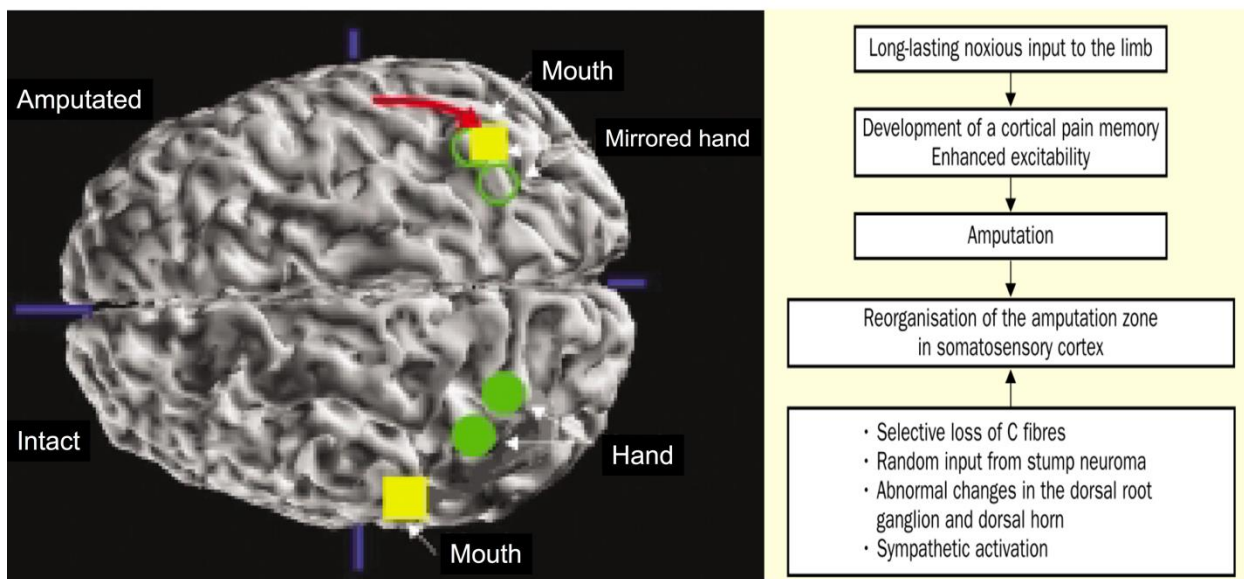 Amputated
Mouth
Mirrored hand
Intact
Hand
Mouth
Long-lasting noxious input to the limb
Development of a cortical pain memory
Enhanced excitability
Amputation
Reorganisation of the amputation zone
in somatosensory cortex
· Selective loss of C fibres
· Random input from stump neuroma
· Abnormal changes in the dorsal root
ganglion and dorsal horn
· Sympathetic activation